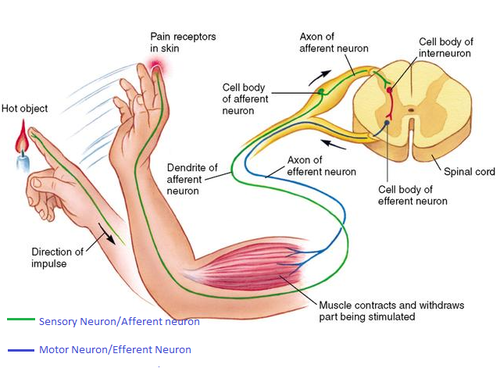 Pain receptors
in skin
Axon of
afferent neuron
Cell body of
interneuron
Hot object
Cell body
of afferent
neuron
Dendrite of
afferent
neuron
Axon of
efferent neuron
Spinal cord
Cell body of
efferent neuron
Direction of
impulse
Muscle contracts and withdraws
part being stimulated
Sensory Neuron/Afferent neuron
Motor Neuron/Efferent Neuron